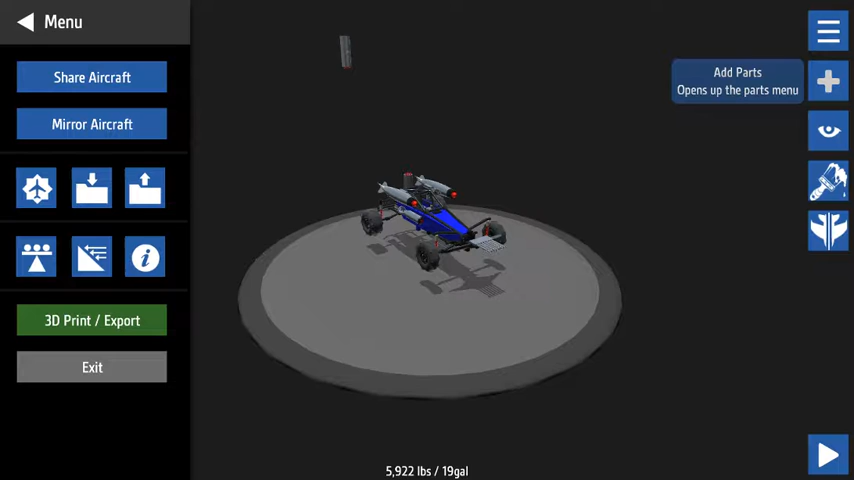 Menu
Share Aircraft
Mirror Aircraft
3D Print / Export
Exit
Add Parts
Opens up the parts menu
5,922 lbs / 19gal